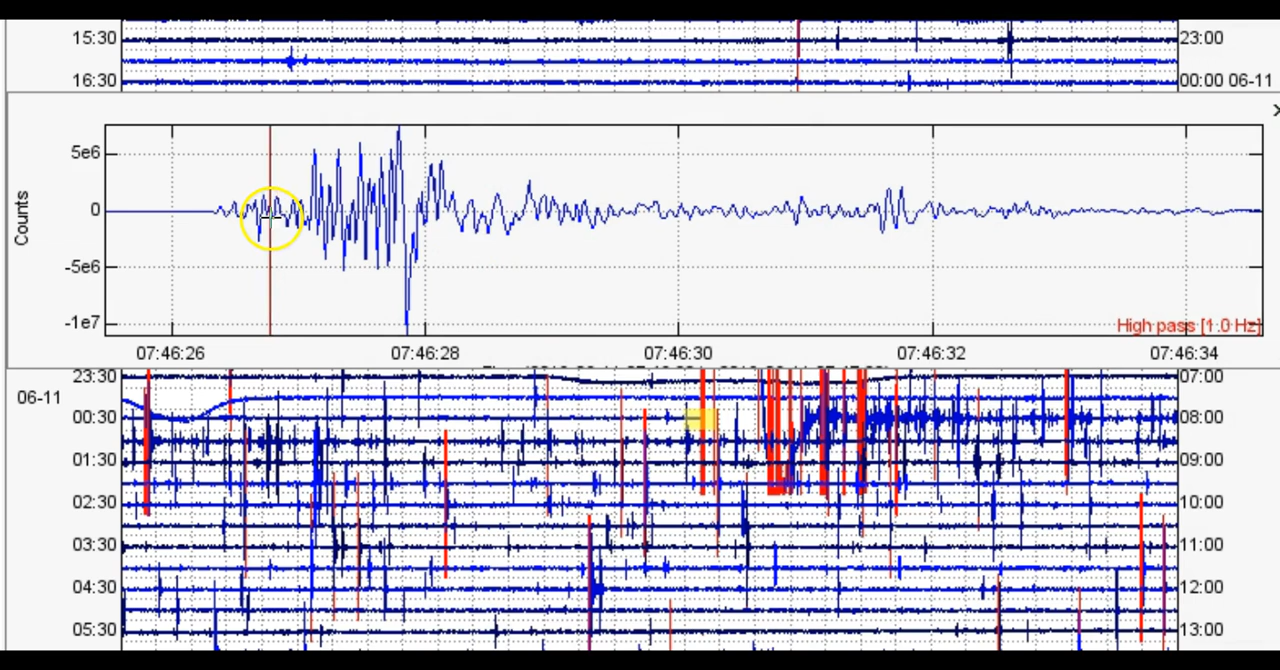 15:30 23:00
16:30 00:00 06-11
x
5e6
0
Counts
-5e6
-1e7
High pass [1.0 Hz]
07:46:26 07:46:28 07:46:30 07:46:32 07:46:34
23:30 07:00
06-11
00:30 08:00
01:30 09:00
02:30 10:00
03:30 11:00
04:30 12:00
05:30 13:00